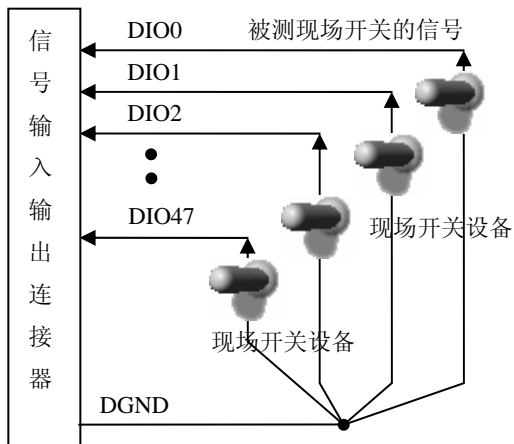 信号输入输出连接器
DIO0
被测现场开关的信号
DIO1
DIO2
DIO47
现场开关设备
现场开关设备
DGND